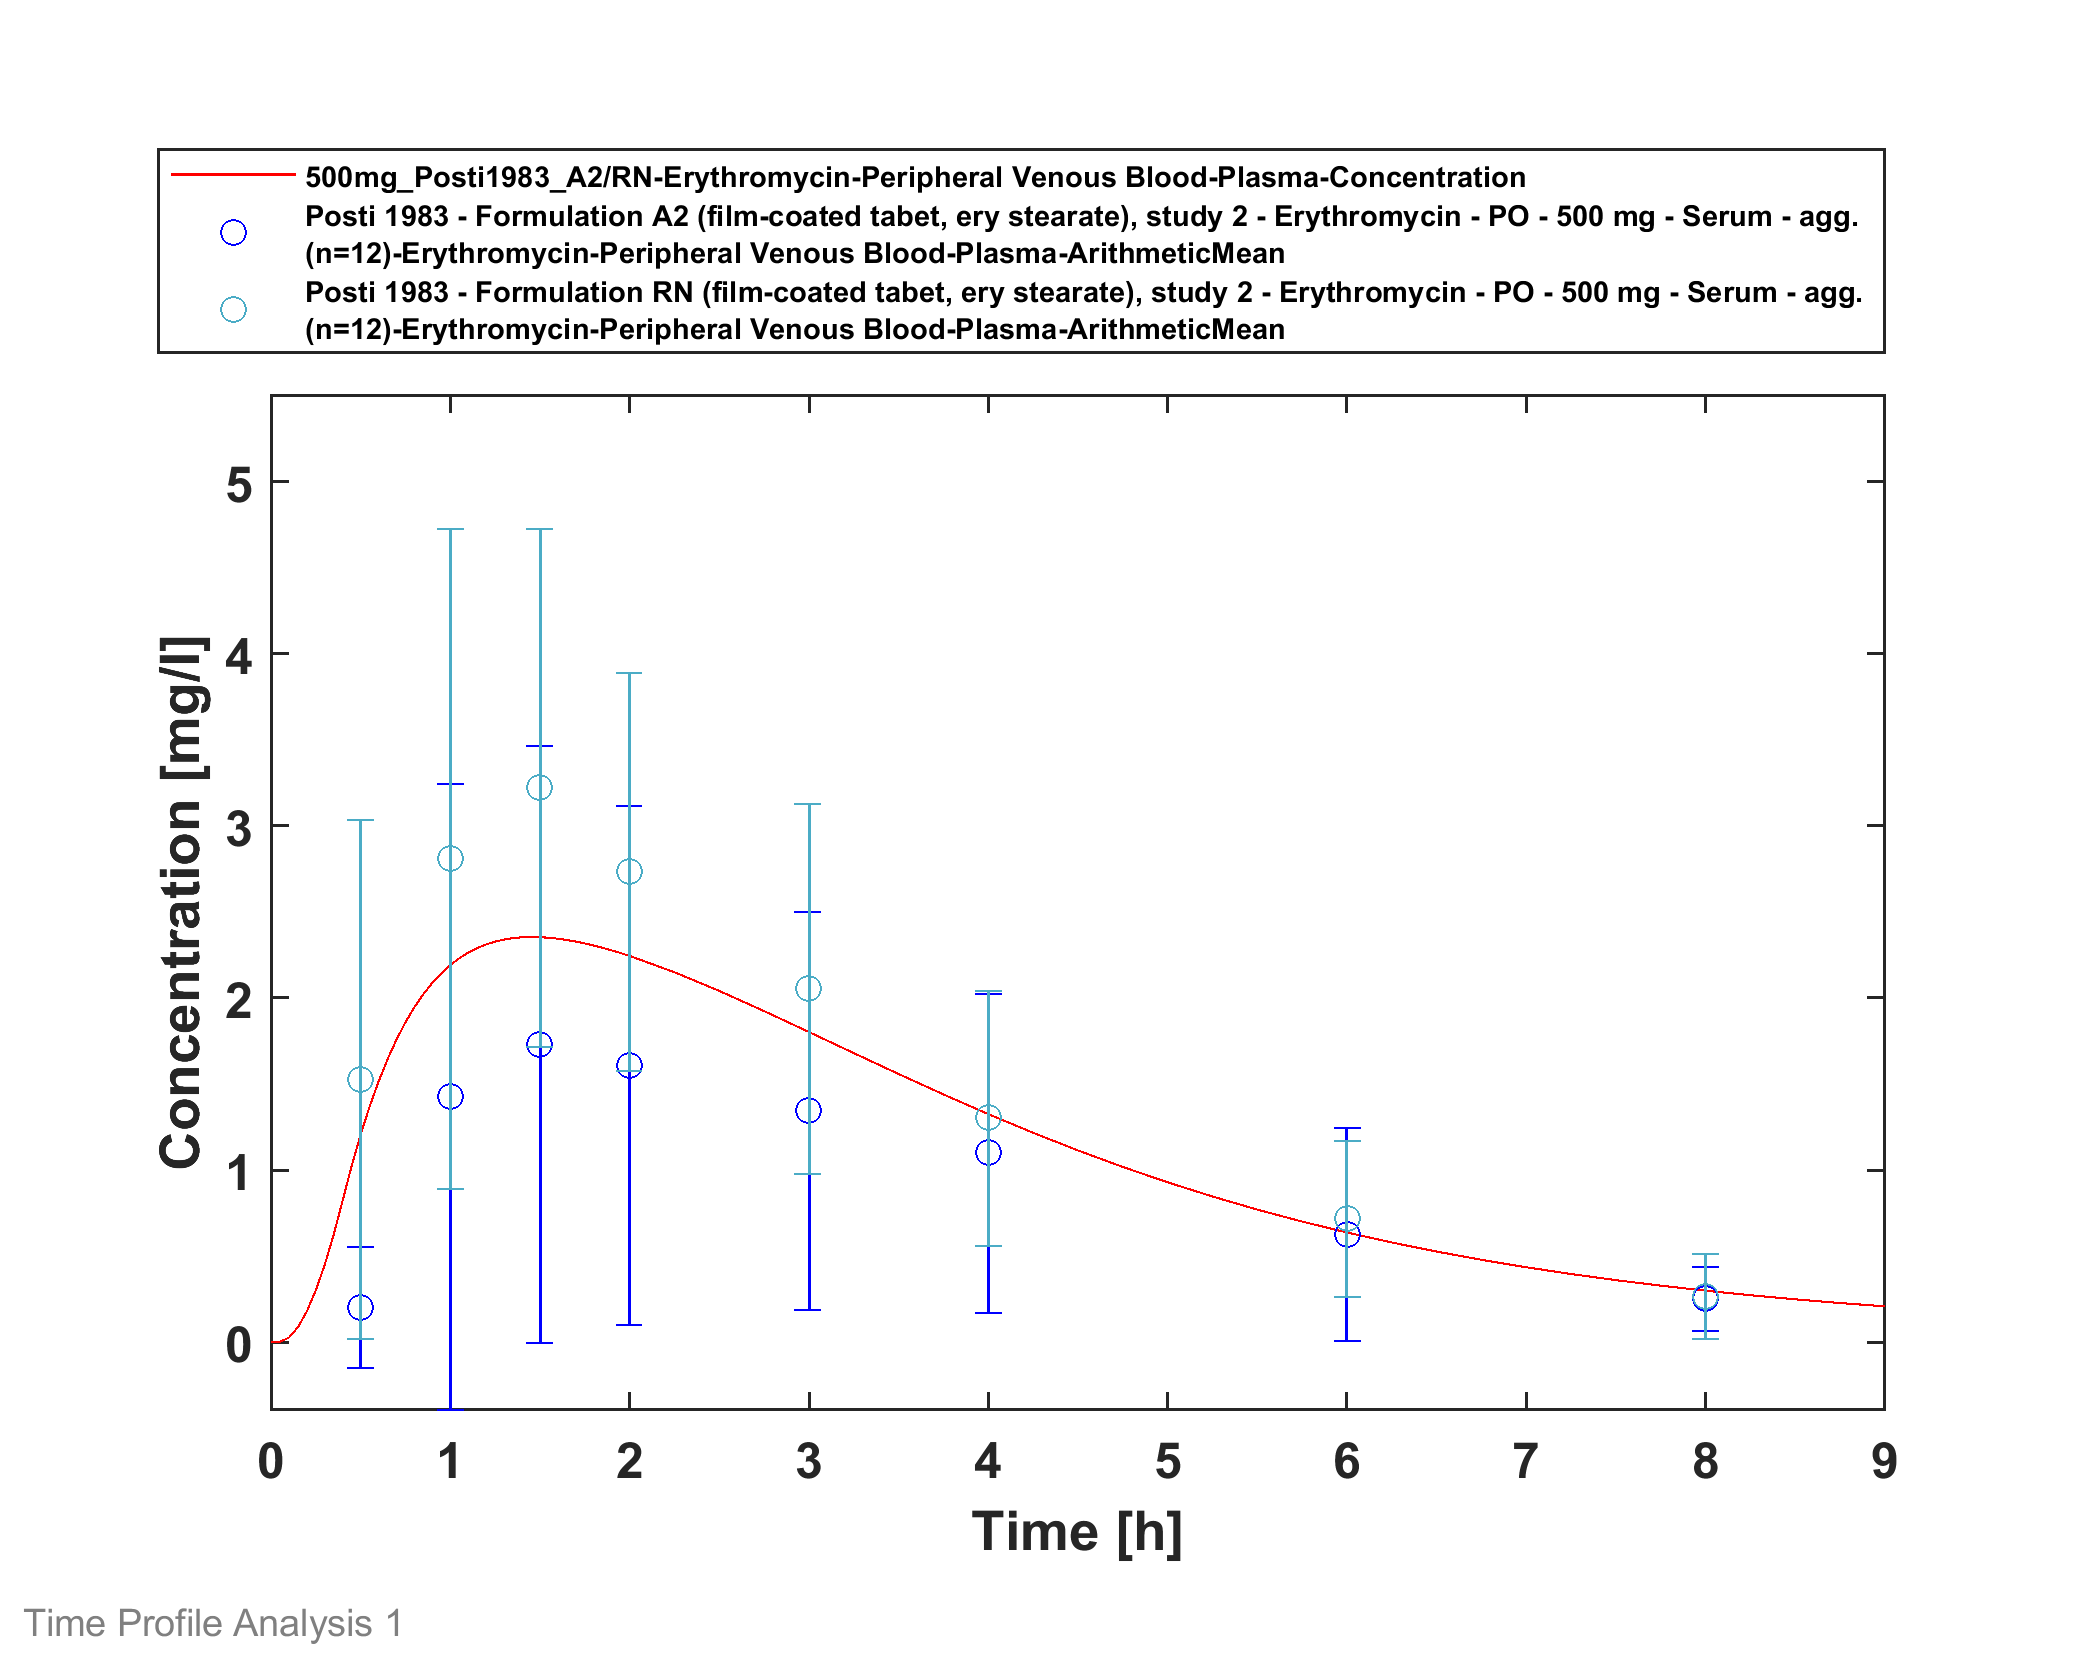 500mg_Posti1983_A2/RN-Erythromycin-Peripheral Venous Blood-Plasma-Concentration
Posti 1983 - Formulation A2 (film-coated tabet, ery stearate), study 2 - Erythromycin - PO - 500 mg - Serum - agg.
(n=12)-Erythromycin-Peripheral Venous Blood-Plasma-ArithmeticMean
Posti 1983 - Formulation RN (film-coated tabet, ery stearate), study 2 - Erythromycin - PO - 500 mg - Serum - agg.
(n=12)-Erythromycin-Peripheral Venous Blood-Plasma-ArithmeticMean
Concentration [mg/l]
5
4
3
2
1
0
0 1 2 3 4 5 6 7 8 9
Time [h]
Time Profile Analysis 1